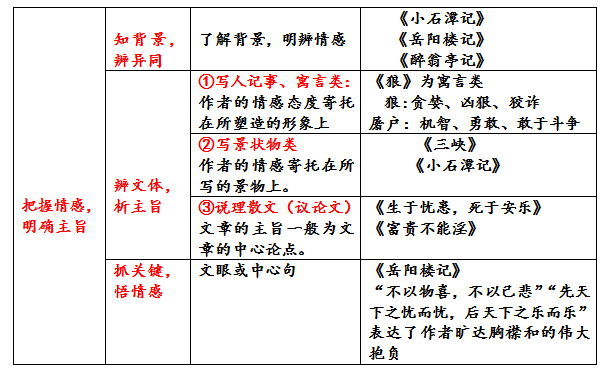 把握情感，
明确主旨
知背景，
辨异同
了解背景，明辨情感
《小石潭记》
《岳阳楼记》
《醉翁亭记》
辨文体，
析主旨
①写人记事、寓言类：
作者的情感态度寄托
在所塑造的形象上
《狼》为寓言类
狼：贪婪、凶狠、狡诈
屠户：机智、勇敢、敢于斗争
②写景状物类
作者的情感寄托在所
写的景物上。
《三峡》
《小石潭记》
③说理散文（议论文）
文章的主旨一般为文
章的中心论点。
《生于忧患，死于安乐》
《富贵不能淫》
抓关键，
悟情感
文眼或中心句
《岳阳楼记》
“不以物喜，不以己悲”“先天
下之忧而忧，后天下之乐而乐”
表达了作者旷达胸襟和的伟大
抱负